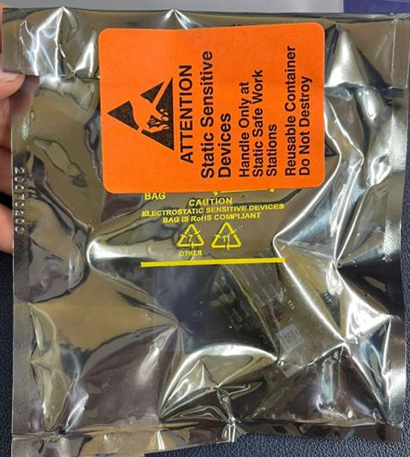 ATTENTION
Static Sensitive
Devices
Handle Only at
Static Safe Work
Stations
Reusable Container
Do Not Destroy
BAG
CAUTION
ELECTROSTATIC SENSITIVE DEVICES
BAG IS RoHS COMPLIANT
7
OTHER